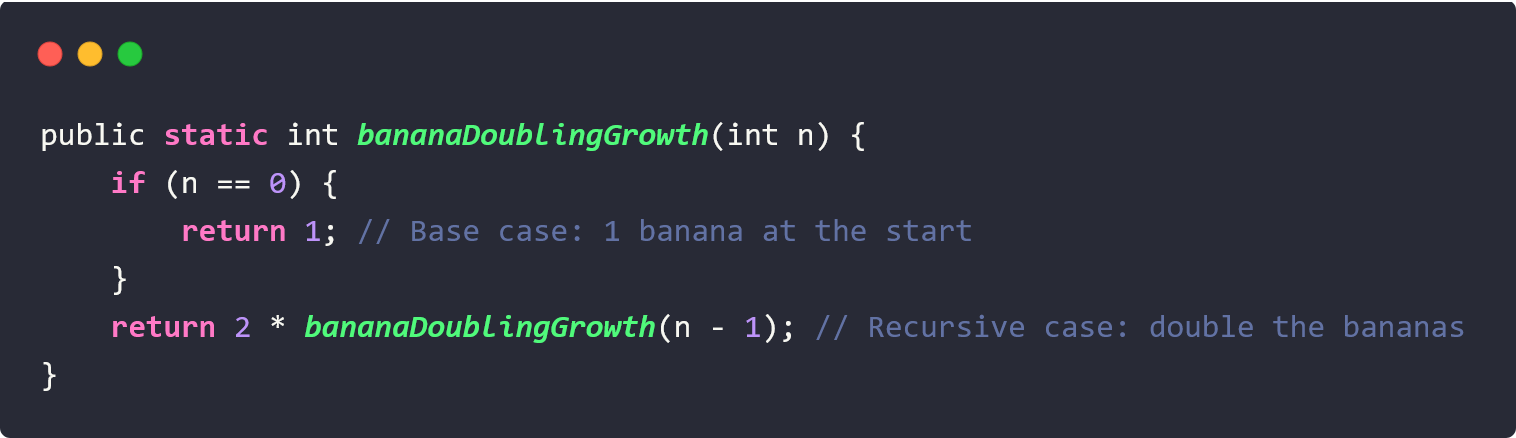 public static int bananaDoublingGrowth(int n) {
    if (n == 0) {
        return 1; // Base case: 1 banana at the start
    }
    return 2 * bananaDoublingGrowth(n - 1); // Recursive case: double the bananas
}